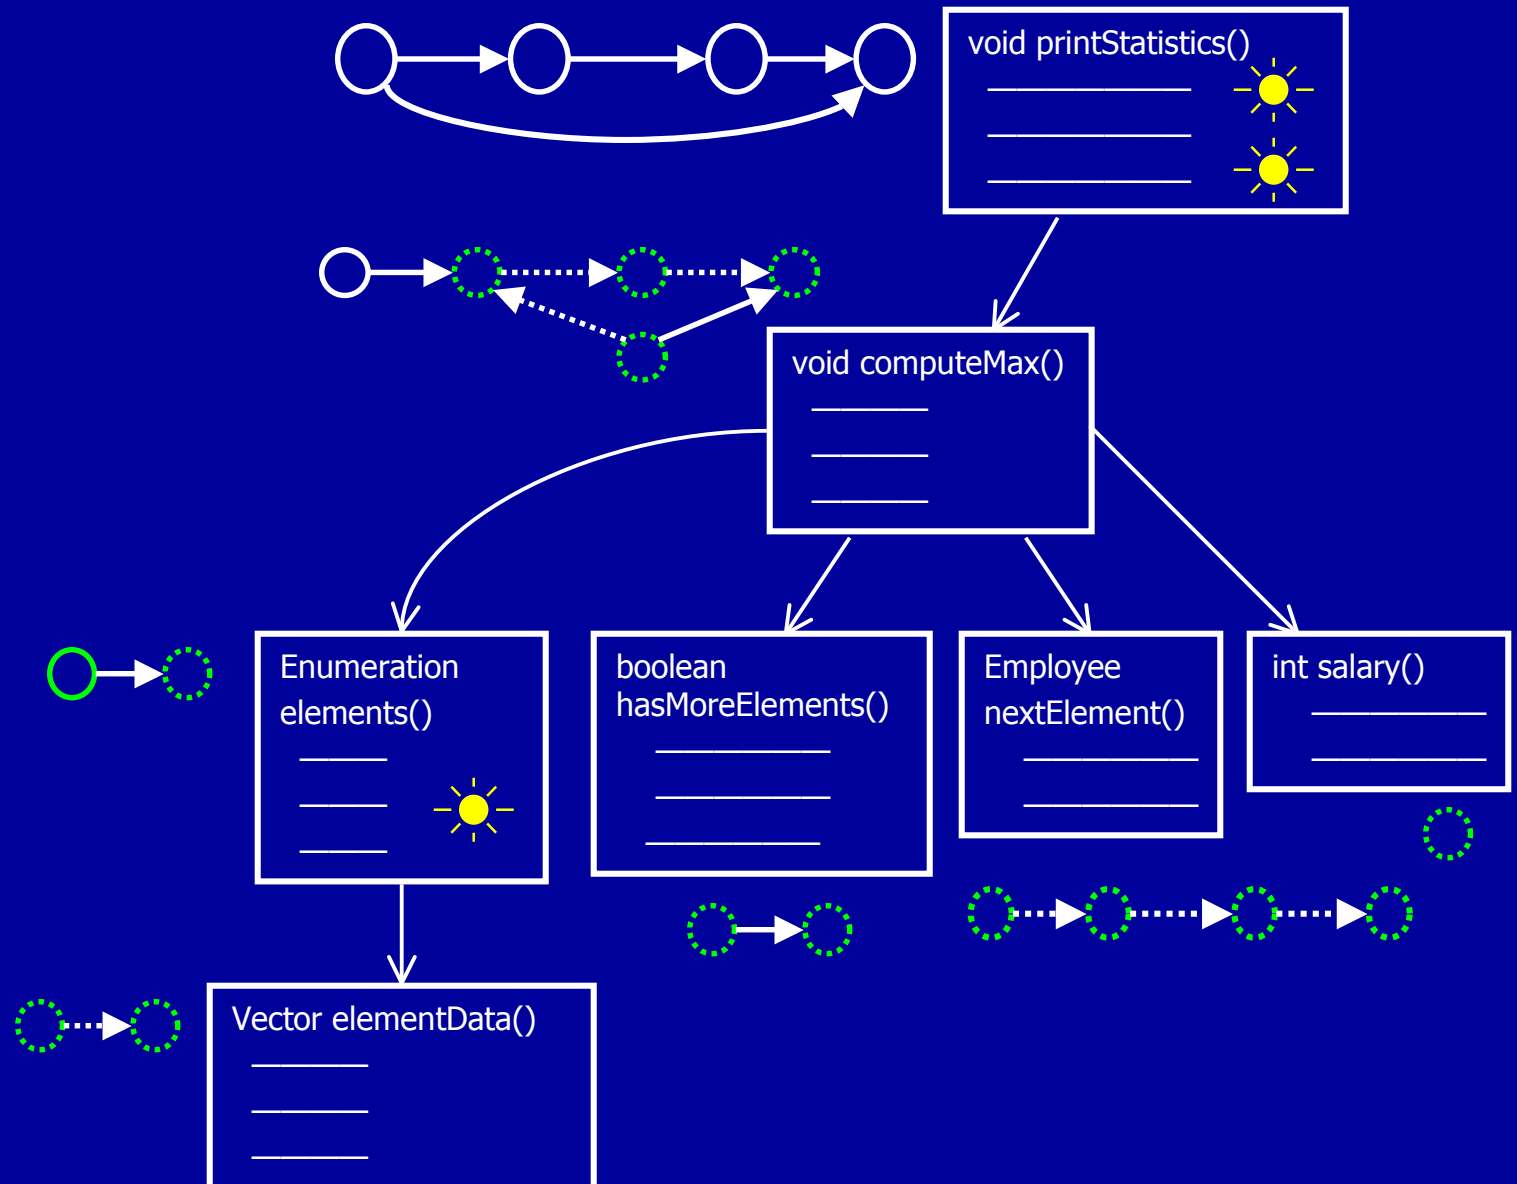 void printStatistics()
void computeMax()
Enumeration
elements()
boolean
hasMoreElements()
Employee
nextElement()
int salary()
Vector elementData()